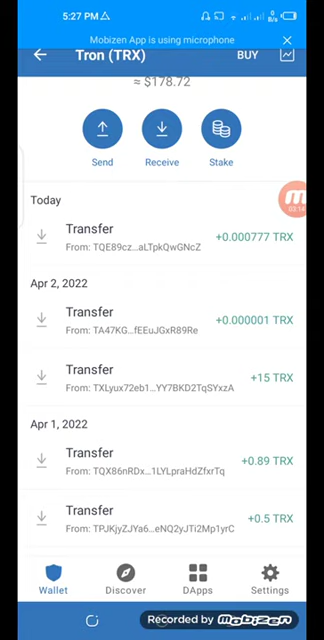 5:27 PM
0 B/s
Mobizen App is using microphone
Tron (TRX)
BUY
≈ $178.72
Send
Receive
Stake
03:14
Today
Transfer
+0.000777 TRX
From: TQE89cz...aLTpkQwGNcZ
Apr 2, 2022
Transfer
+0.000001 TRX
From: TA47KG...fEEuJGxR89Re
Transfer
+15 TRX
From: TXLyux72eb1...YY7BKD2TqSYxzA
Apr 1, 2022
Transfer
+0.89 TRX
From: TQX86nRDx...1LYLpraHdZfxrTq
Transfer
+0.5 TRX
From: TPJKjyZJYa6...eNQ2yJTi2Mp1yrC
Wallet
Discover
DApps
Settings
Recorded by mobizen